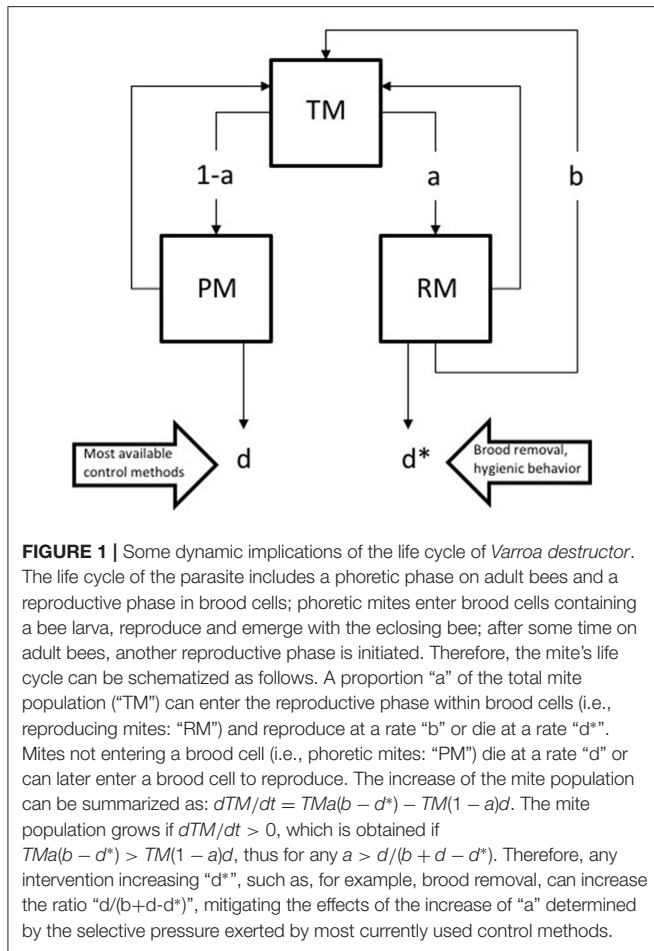 TM
1-a
a
b
PM
RM
Most available
control methods
d
d*
Brood removal,
hygienic behavior
FIGURE 1 | Some dynamic implications of the life cycle of Varroa destructor.
The life cycle of the parasite includes a phoretic phase on adult bees and a
reproductive phase in brood cells; phoretic mites enter brood cells containing
a bee larva, reproduce and emerge with the eclosing bee; after some time on
adult bees, another reproductive phase is initiated. Therefore, the mite's life
cycle can be schematized as follows. A proportion “a” of the total mite
population (“TM”) can enter the reproductive phase within brood cells (i.e.,
reproducing mites: “RM”) and reproduce at a rate “b” or die at a rate “d*”.
Mites not entering a brood cell (i.e., phoretic mites: “PM”) die at a rate “d” or
can later enter a brood cell to reproduce. The increase of the mite population
can be summarized as: dTM/dt = TMa(b − d*) − TM(1 − a)d. The mite
population grows if dTM/dt > 0, which is obtained if
TMa(b − d*) > TM(1 − a)d, thus for any a > d/(b + d − d*). Therefore, any
intervention increasing “d*”, such as, for example, brood removal, can increase
the ratio “d/(b+d-d*)”, mitigating the effects of the increase of “a” determined
by the selective pressure exerted by most currently used control methods.